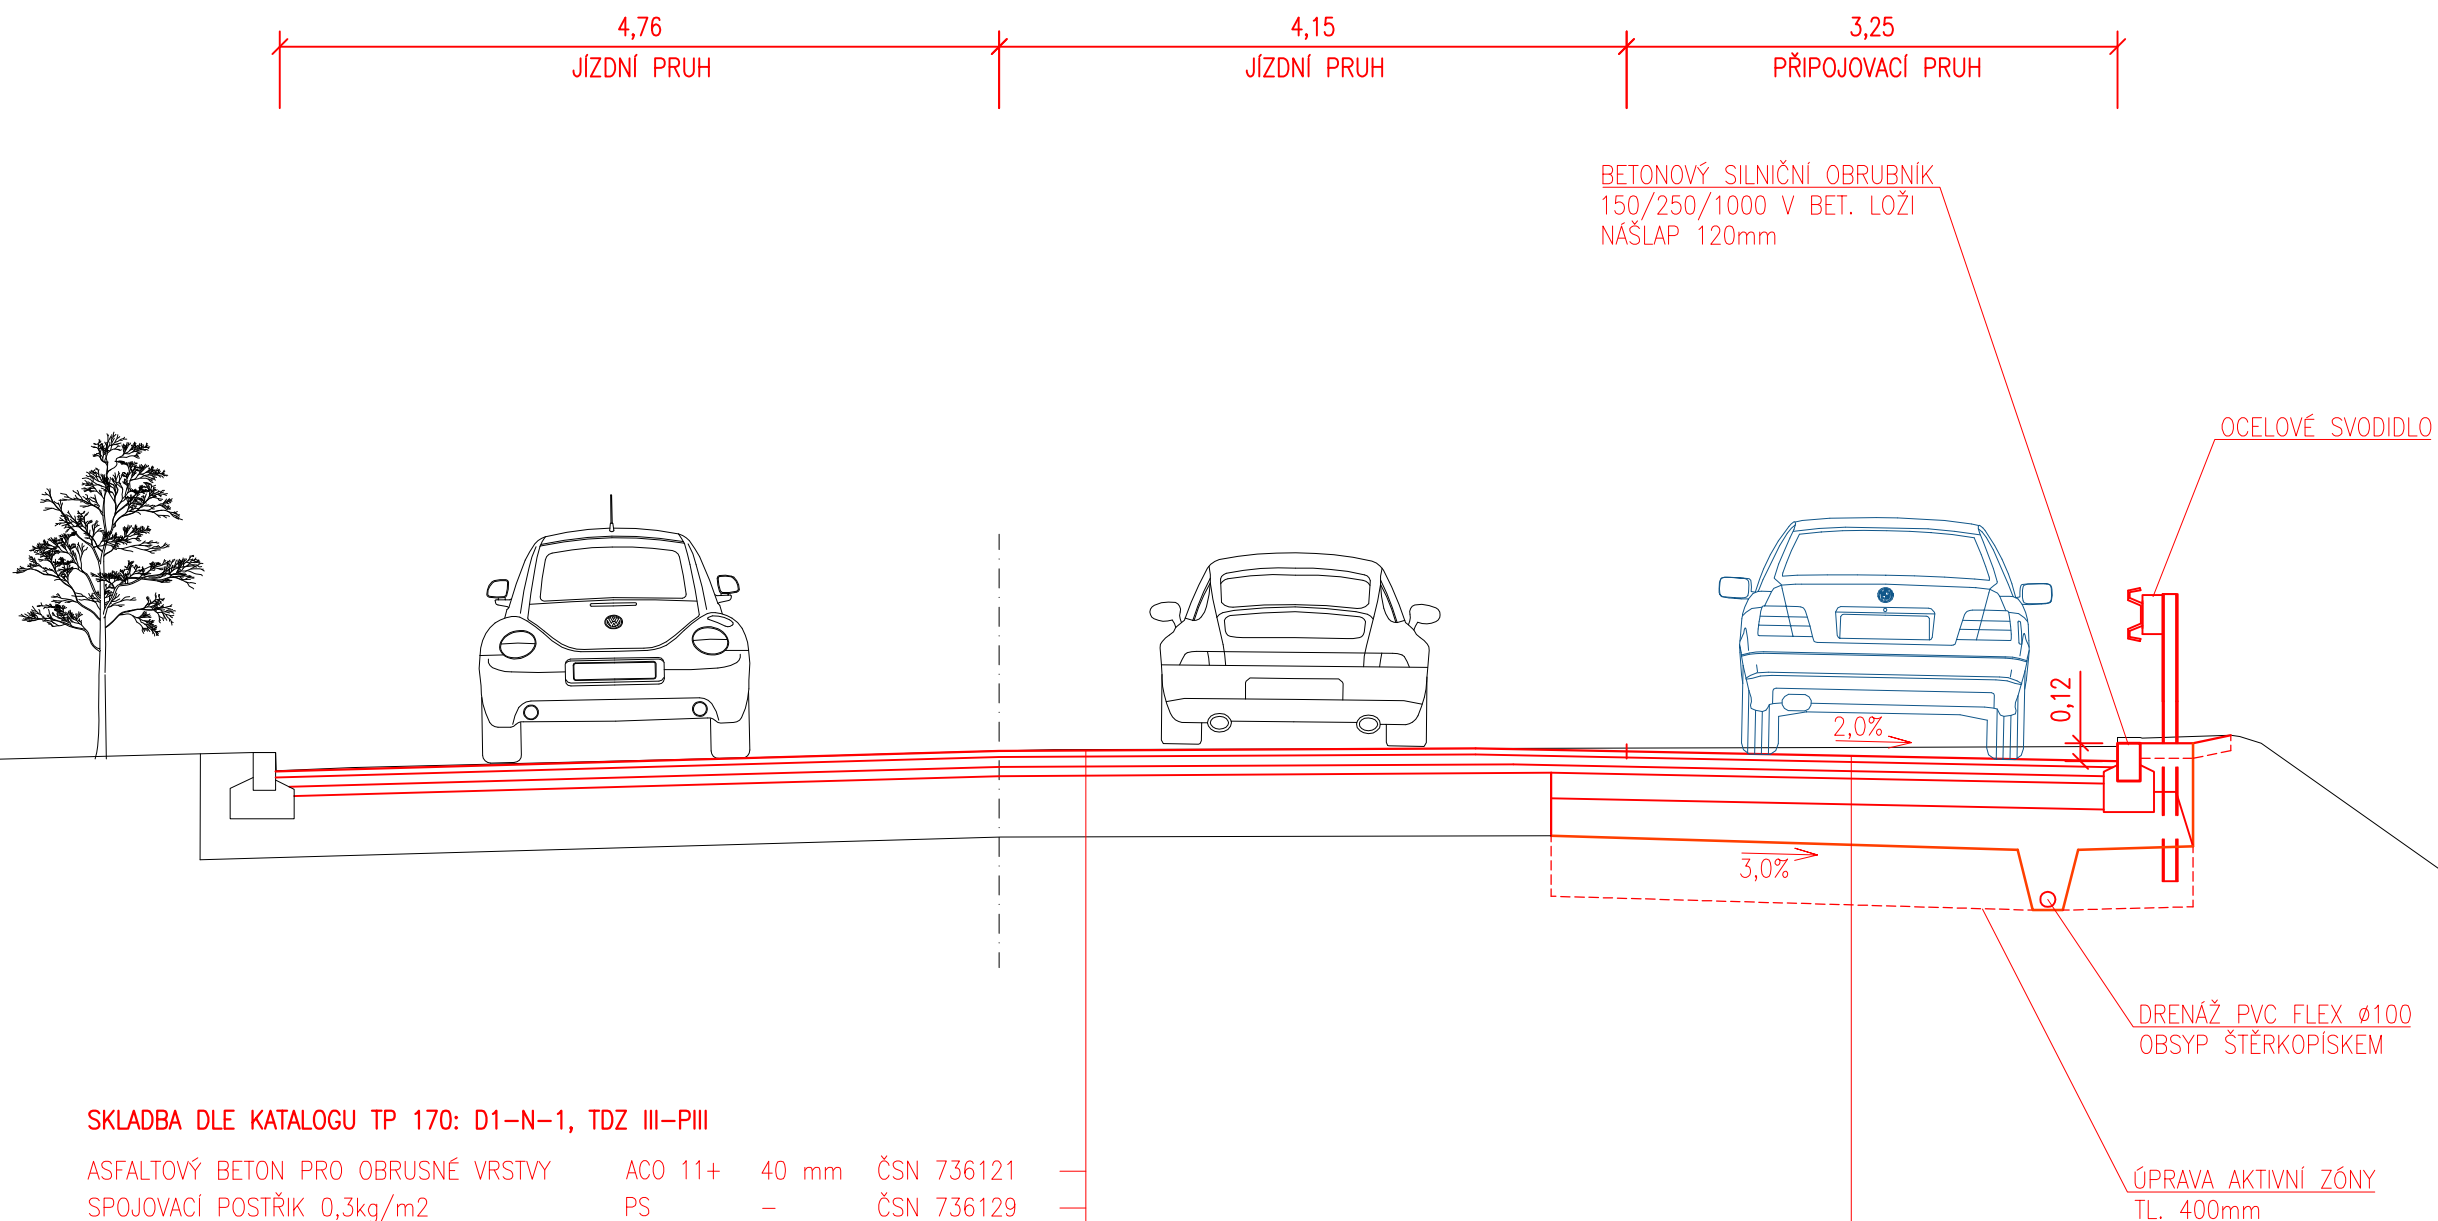 4,76
JÍZDNÍ PRUH
4,15
JÍZDNÍ PRUH
3,25
PŘIPOJOVACÍ PRUH
BETONOVÝ SILNIČNÍ OBRUBNÍK
150/250/1000 V BET. LOŽI
NÁŠLAP 120mm
OCELOVÉ SVODIDLO
0,12
2,0%
3,0%
DRENÁŽ PVC FLEX ø100
OBSYP ŠTĚRKOPÍSKEM
SKLADBA DLE KATALOGU TP 170: D1-N-1, TDZ III-PIII
ASFALTOVÝ BETON PRO OBRUSNÉ VRSTVY ACO 11+ 40 mm ČSN 736121
SPOJOVACÍ POSTŘIK 0,3kg/m2 PS - ČSN 736129
ÚPRAVA AKTIVNÍ ZÓNY
TL. 400mm